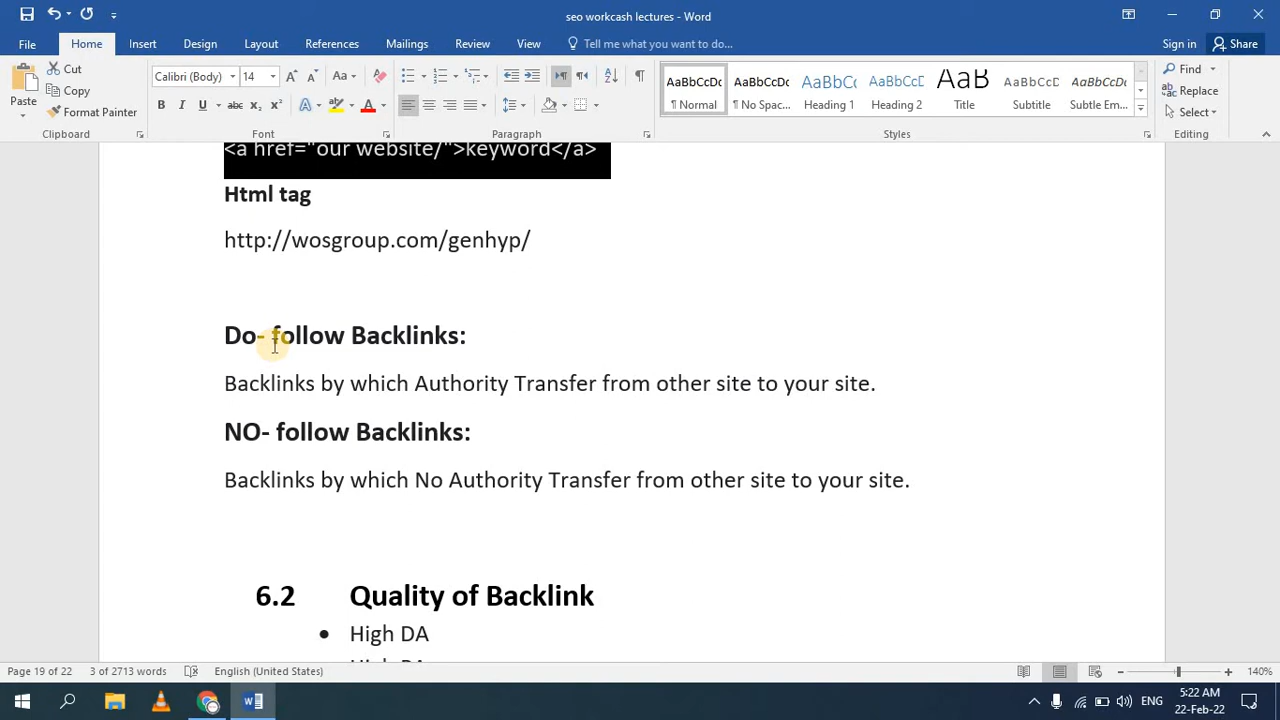 seo workcash lectures - Word
File Home Insert Design Layout References Mailings Review View Tell me what you want to do... Sign in Share
Paste Cut Copy Format Painter
Calibri (Body) 14 Aa
B I U abc x₂ x² A A
AaBbCcDc AaBbCcDc AaBbCc AaBbCcD AaB AaBbCcD AaBbCcDc
¶ Normal ¶ No Spac... Heading Heading 2 Title Subtitle Subtle E...
Find Replace Select
Clipboard Font Paragraph Styles Editing
<a href="our website/">keyword</a>
Html tag
http://wosgroup.com/genhyp/
Do- follow Backlinks:
Backlinks by which Authority Transfer from other site to your site.
NO- follow Backlinks:
Backlinks by which No Authority Transfer from other site to your site.
6.2 Quality of Backlink
• High DA
Page 19 of 22 3 of 2713 words English (United States) 140%
ENG 5:22 AM
22-Feb-22